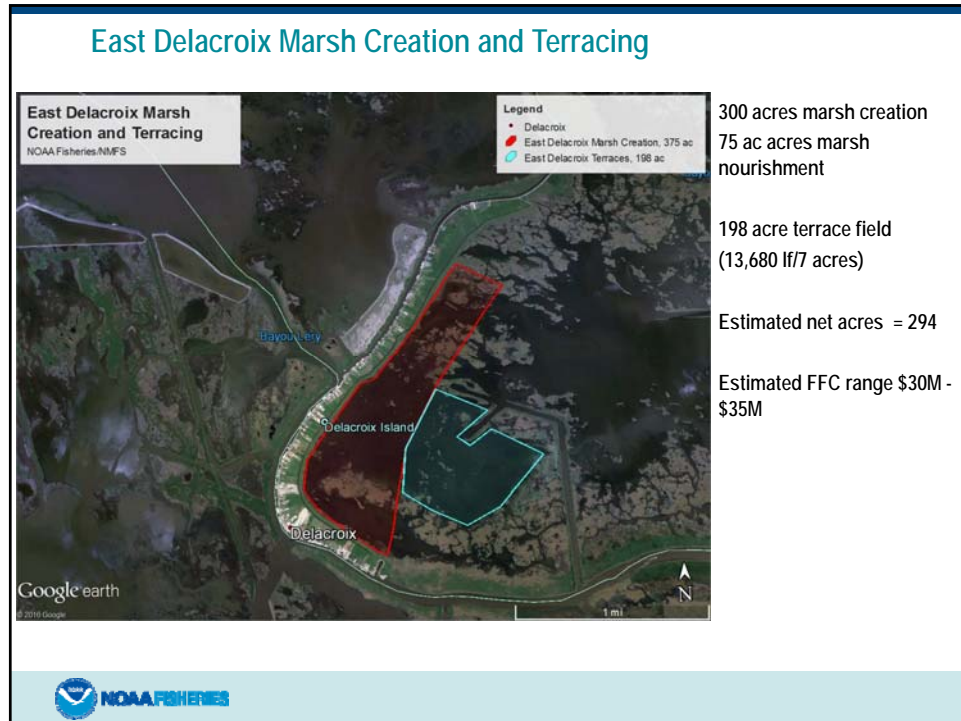 East Delacroix Marsh Creation and Terracing
East Delacroix Marsh
Creation and Terracing
NOAA Fisheries/NMFS
Legend
Delacroix
East Delacroix Marsh Creation, 375 ac
East Delacroix Terraces, 198 ac
Bayou Lery
Delacroix Island
Delacroix
Google earth
© 2016 Google
N
1 mi
300 acres marsh creation
75 ac acres marsh
nourishment
198 acre terrace field
(13,680 lf/7 acres)
Estimated net acres = 294
Estimated FFC range $30M -
$35M
NOAA FISHERIES